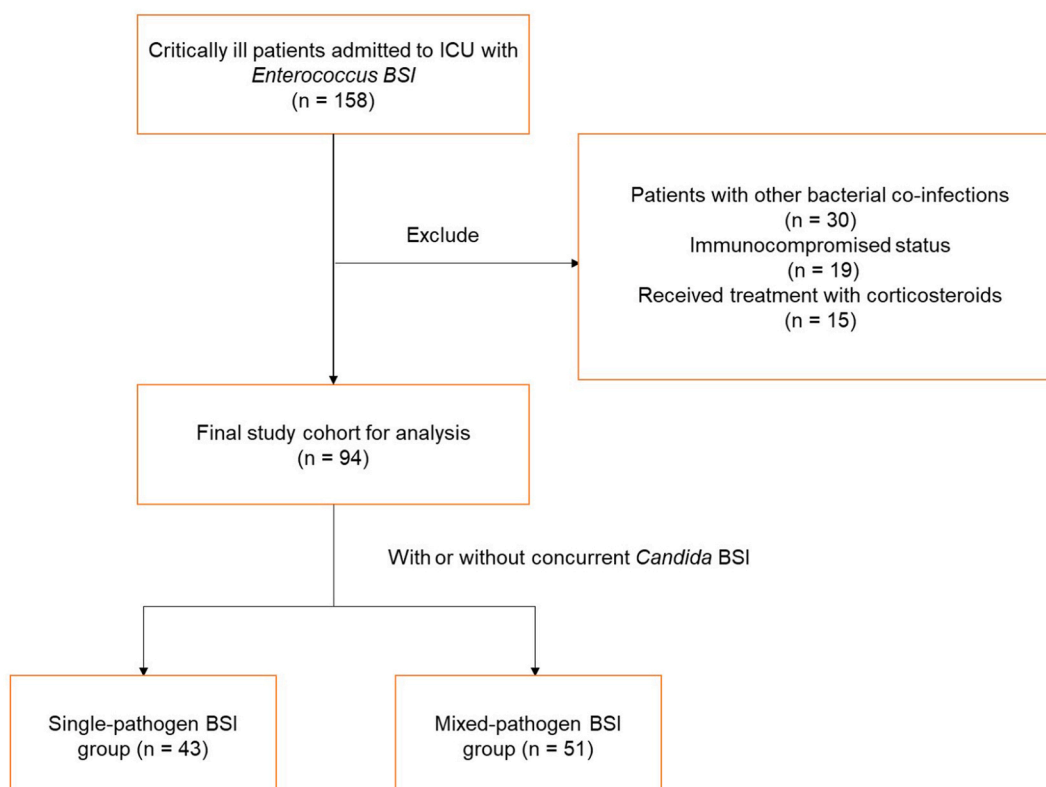 Critically ill patients admitted to ICU with
Enterococcus BSI
(n = 158)
Exclude
Patients with other bacterial co-infections
(n = 30)
Immunocompromised status
(n = 19)
Received treatment with corticosteroids
(n = 15)
Final study cohort for analysis
(n = 94)
With or without concurrent Candida BSI
Single-pathogen BSI
group (n = 43)
Mixed-pathogen BSI
group (n = 51)